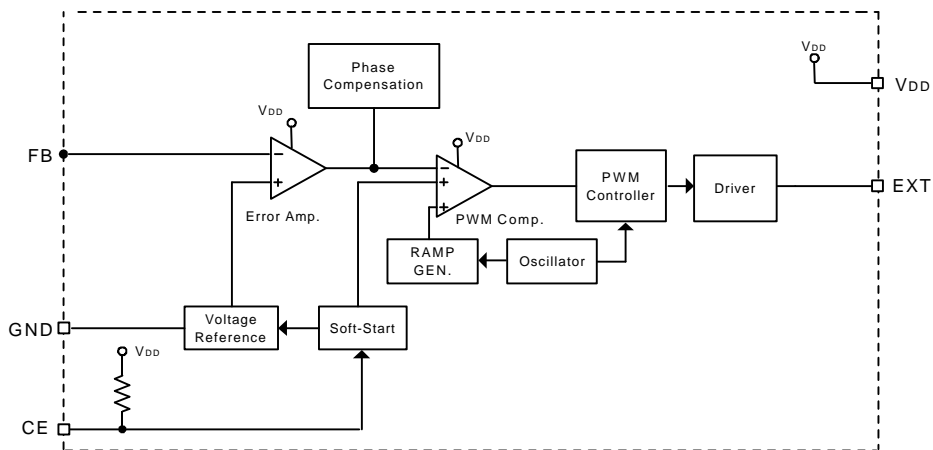 VDD
Phase
Compensation
VDD
VDD
VDD
FB
−
+
Error Amp.
−
+
+
PWM Comp.
PWM
Controller
Driver
EXT
RAMP
GEN.
Oscillator
GND
Voltage
Reference
Soft-Start
VDD
CE